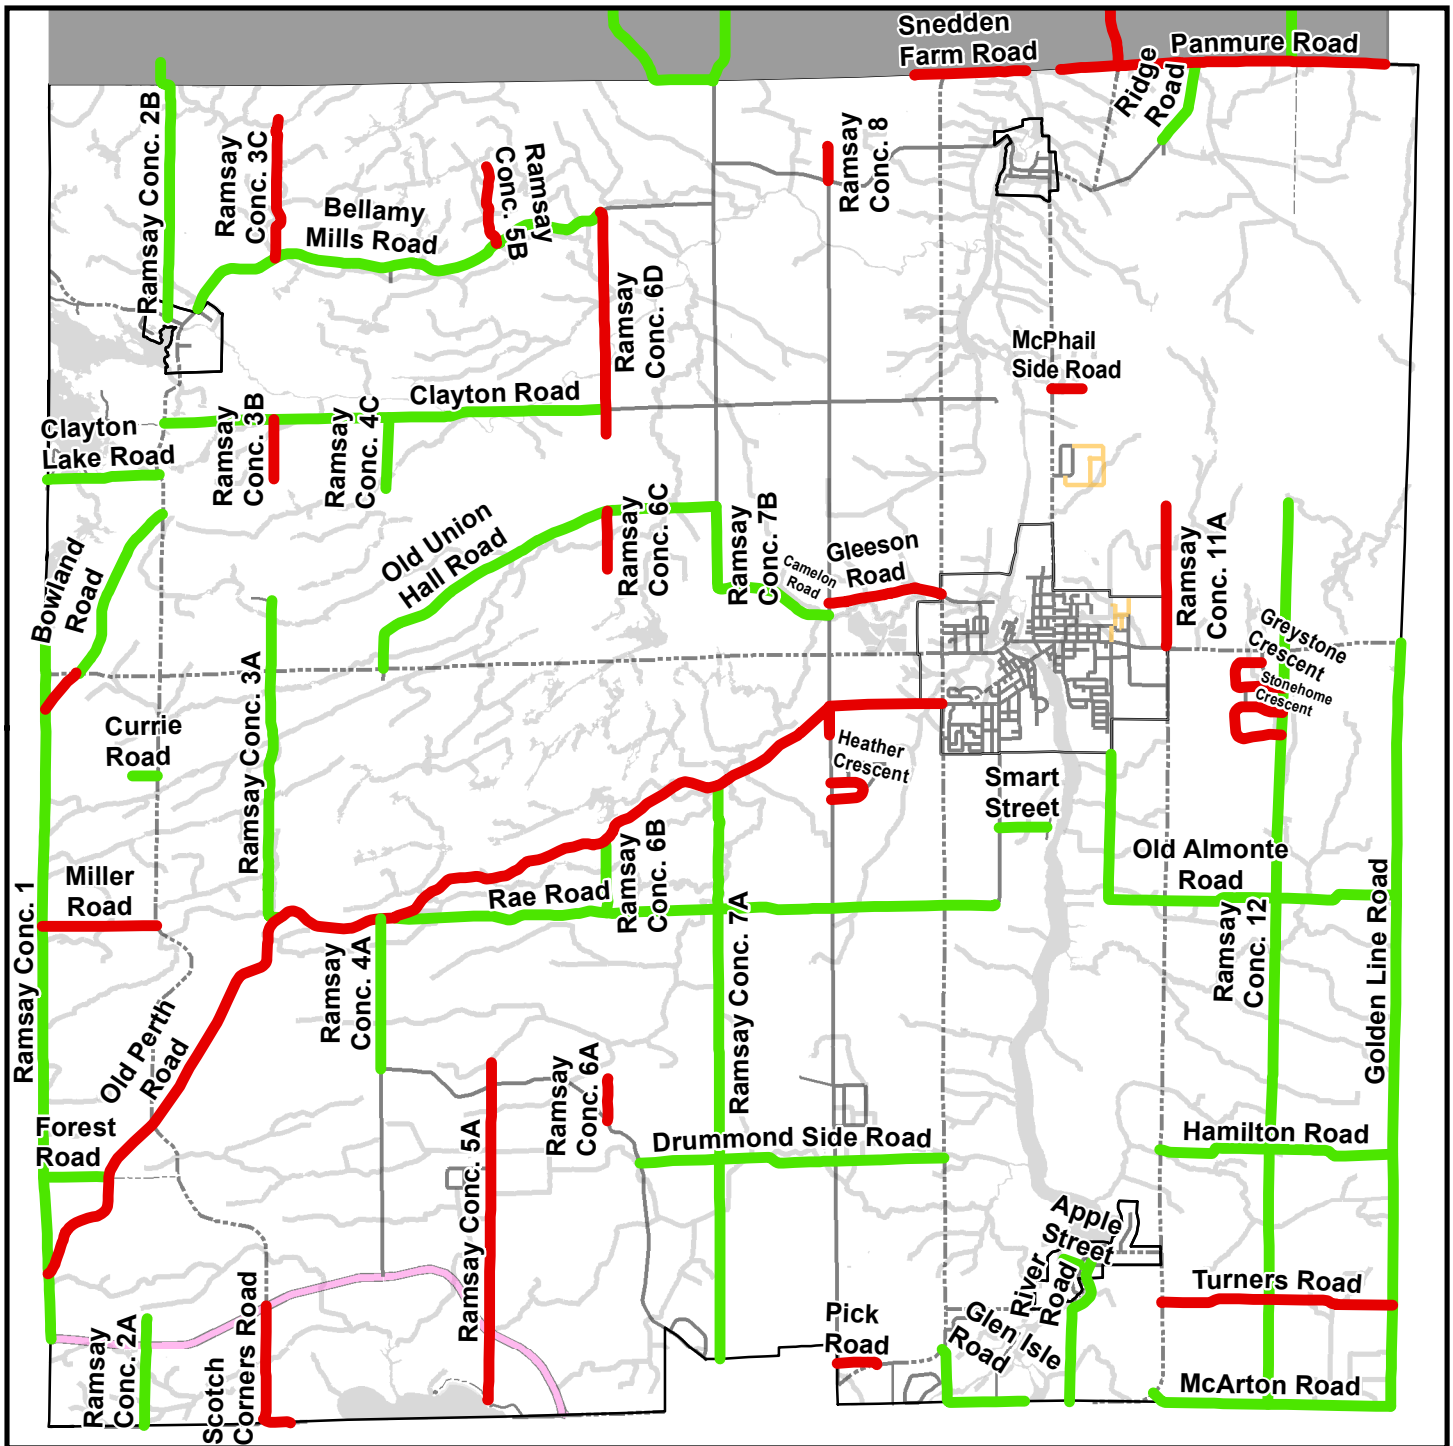 Snedden
Farm Road
Panmure Road
Ridge
Road
Ramsay Conc. 2B
Ramsay
Conc. 3C
Ramsay
Conc. 5B
Ramsay
Conc. 8
Bellamy
Mills Road
Ramsay
Conc. 6D
McPhail
Side Road
Clayton Road
Clayton
Lake Road
Ramsay
Conc. 3B
Ramsay
Conc. 4C
Old Union
Hall Road
Ramsay
Conc. 6C
Ramsay
Conc. 7B
Camelon
Road
Gleeson
Road
Ramsay
Conc. 11A
Bowland
Road
Greystone
Crescent
Stonehome
Crescent
Currie
Road
Ramsay Conc. 3A
Heather
Crescent
Smart
Street
Old Almonte
Road
Miller
Road
Rae Road
Ramsay
Conc. 6B
Ramsay Conc. 1
Ramsay
Conc. 4A
Ramsay Conc. 7A
Ramsay
Conc. 12
Golden Line Road
Old Perth
Road
Forest
Road
Ramsay Conc. 5A
Ramsay
Conc. 6A
Drummond Side Road
Hamilton Road
Apple
Street
River
Road
Turners Road
Ramsay
Conc. 2A
Scotch
Corners Road
Pick
Road
Glen Isle
Road
McArton Road